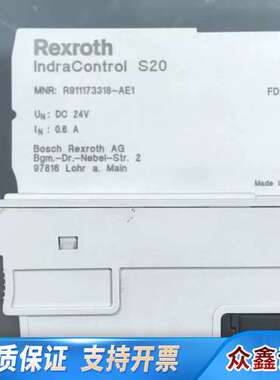 Rexroth
IndraControl S20
MNR: R911173318-AE1
FD
UN: DC 24V
IN: 0.6 A
Bosch Rexroth AG
Bgm.-Dr.-Nebel-Str. 2
97816 Lohr a. Main
Made
质保证 支持开票
众鑫